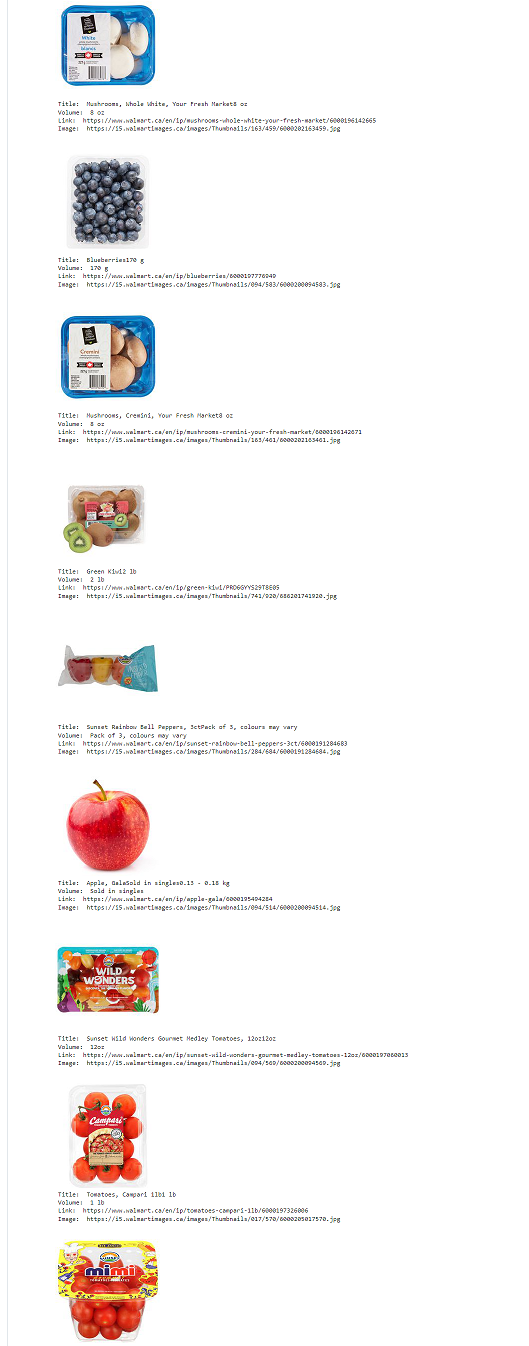 White
blancs
Title: Mushrooms, Whole White, Your Fresh Market8 oz
Volume: 8 oz
Link: https://www.walmart.ca/en/ip/mushrooms-whole-white-your-fresh-market/6000196142665
Image: https://i5.walmartimages.ca/images/Thumbnails/163/459/6000202163459.jpg
Title: Blueberries170 g
Volume: 170 g
Link: https://www.walmart.ca/en/ip/blueberries/6000197776949
Image: https://i5.walmartimages.ca/images/Thumbnails/094/583/6000200094583.jpg
Cremini
Title: Mushrooms, Cremini, Your Fresh Market8 oz
Volume: 8 oz
Link: https://www.walmart.ca/en/ip/mushrooms-cremini-your-fresh-market/6000196142671
Image: https://i5.walmartimages.ca/images/Thumbnails/163/461/6000202163461.jpg
Title: Green Kiwi2 lb
Volume: 2 lb
Link: https://www.walmart.ca/en/ip/green-kiwi/PRD6GYYS29T8E0S
Image: https://i5.walmartimages.ca/images/Thumbnails/741/920/686201741920.jpg
Title: Sunset Rainbow Bell Peppers, 3ctPack of 3, colours may vary
Volume: Pack of 3, colours may vary
Link: https://www.walmart.ca/en/ip/sunset-rainbow-bell-peppers-3ct/6000191284683
Image: https://i5.walmartimages.ca/images/Thumbnails/284/684/6000191284684.jpg
Title: Apple, GalaSold in singles0.13 - 0.18 kg
Volume: Sold in singles
Link: https://www.walmart.ca/en/ip/apple-gala/6000195494284
Image: https://i5.walmartimages.ca/images/Thumbnails/094/514/6000200094514.jpg
WILD
WONDERS
Title: Sunset Wild Wonders Gourmet Medley Tomatoes, 12oz12oz
Volume: 12oz
Link: https://www.walmart.ca/en/ip/sunset-wild-wonders-gourmet-medley-tomatoes-12oz/6000197060013
Image: https://i5.walmartimages.ca/images/Thumbnails/094/569/6000200094569.jpg
Campari
Title: Tomatoes, Campari 1lb1 lb
Volume: 1 lb
Link: https://www.walmart.ca/en/ip/tomatoes-campari-1lb/6000197326006
Image: https://i5.walmartimages.ca/images/Thumbnails/017/570/6000205017570.jpg
mimi